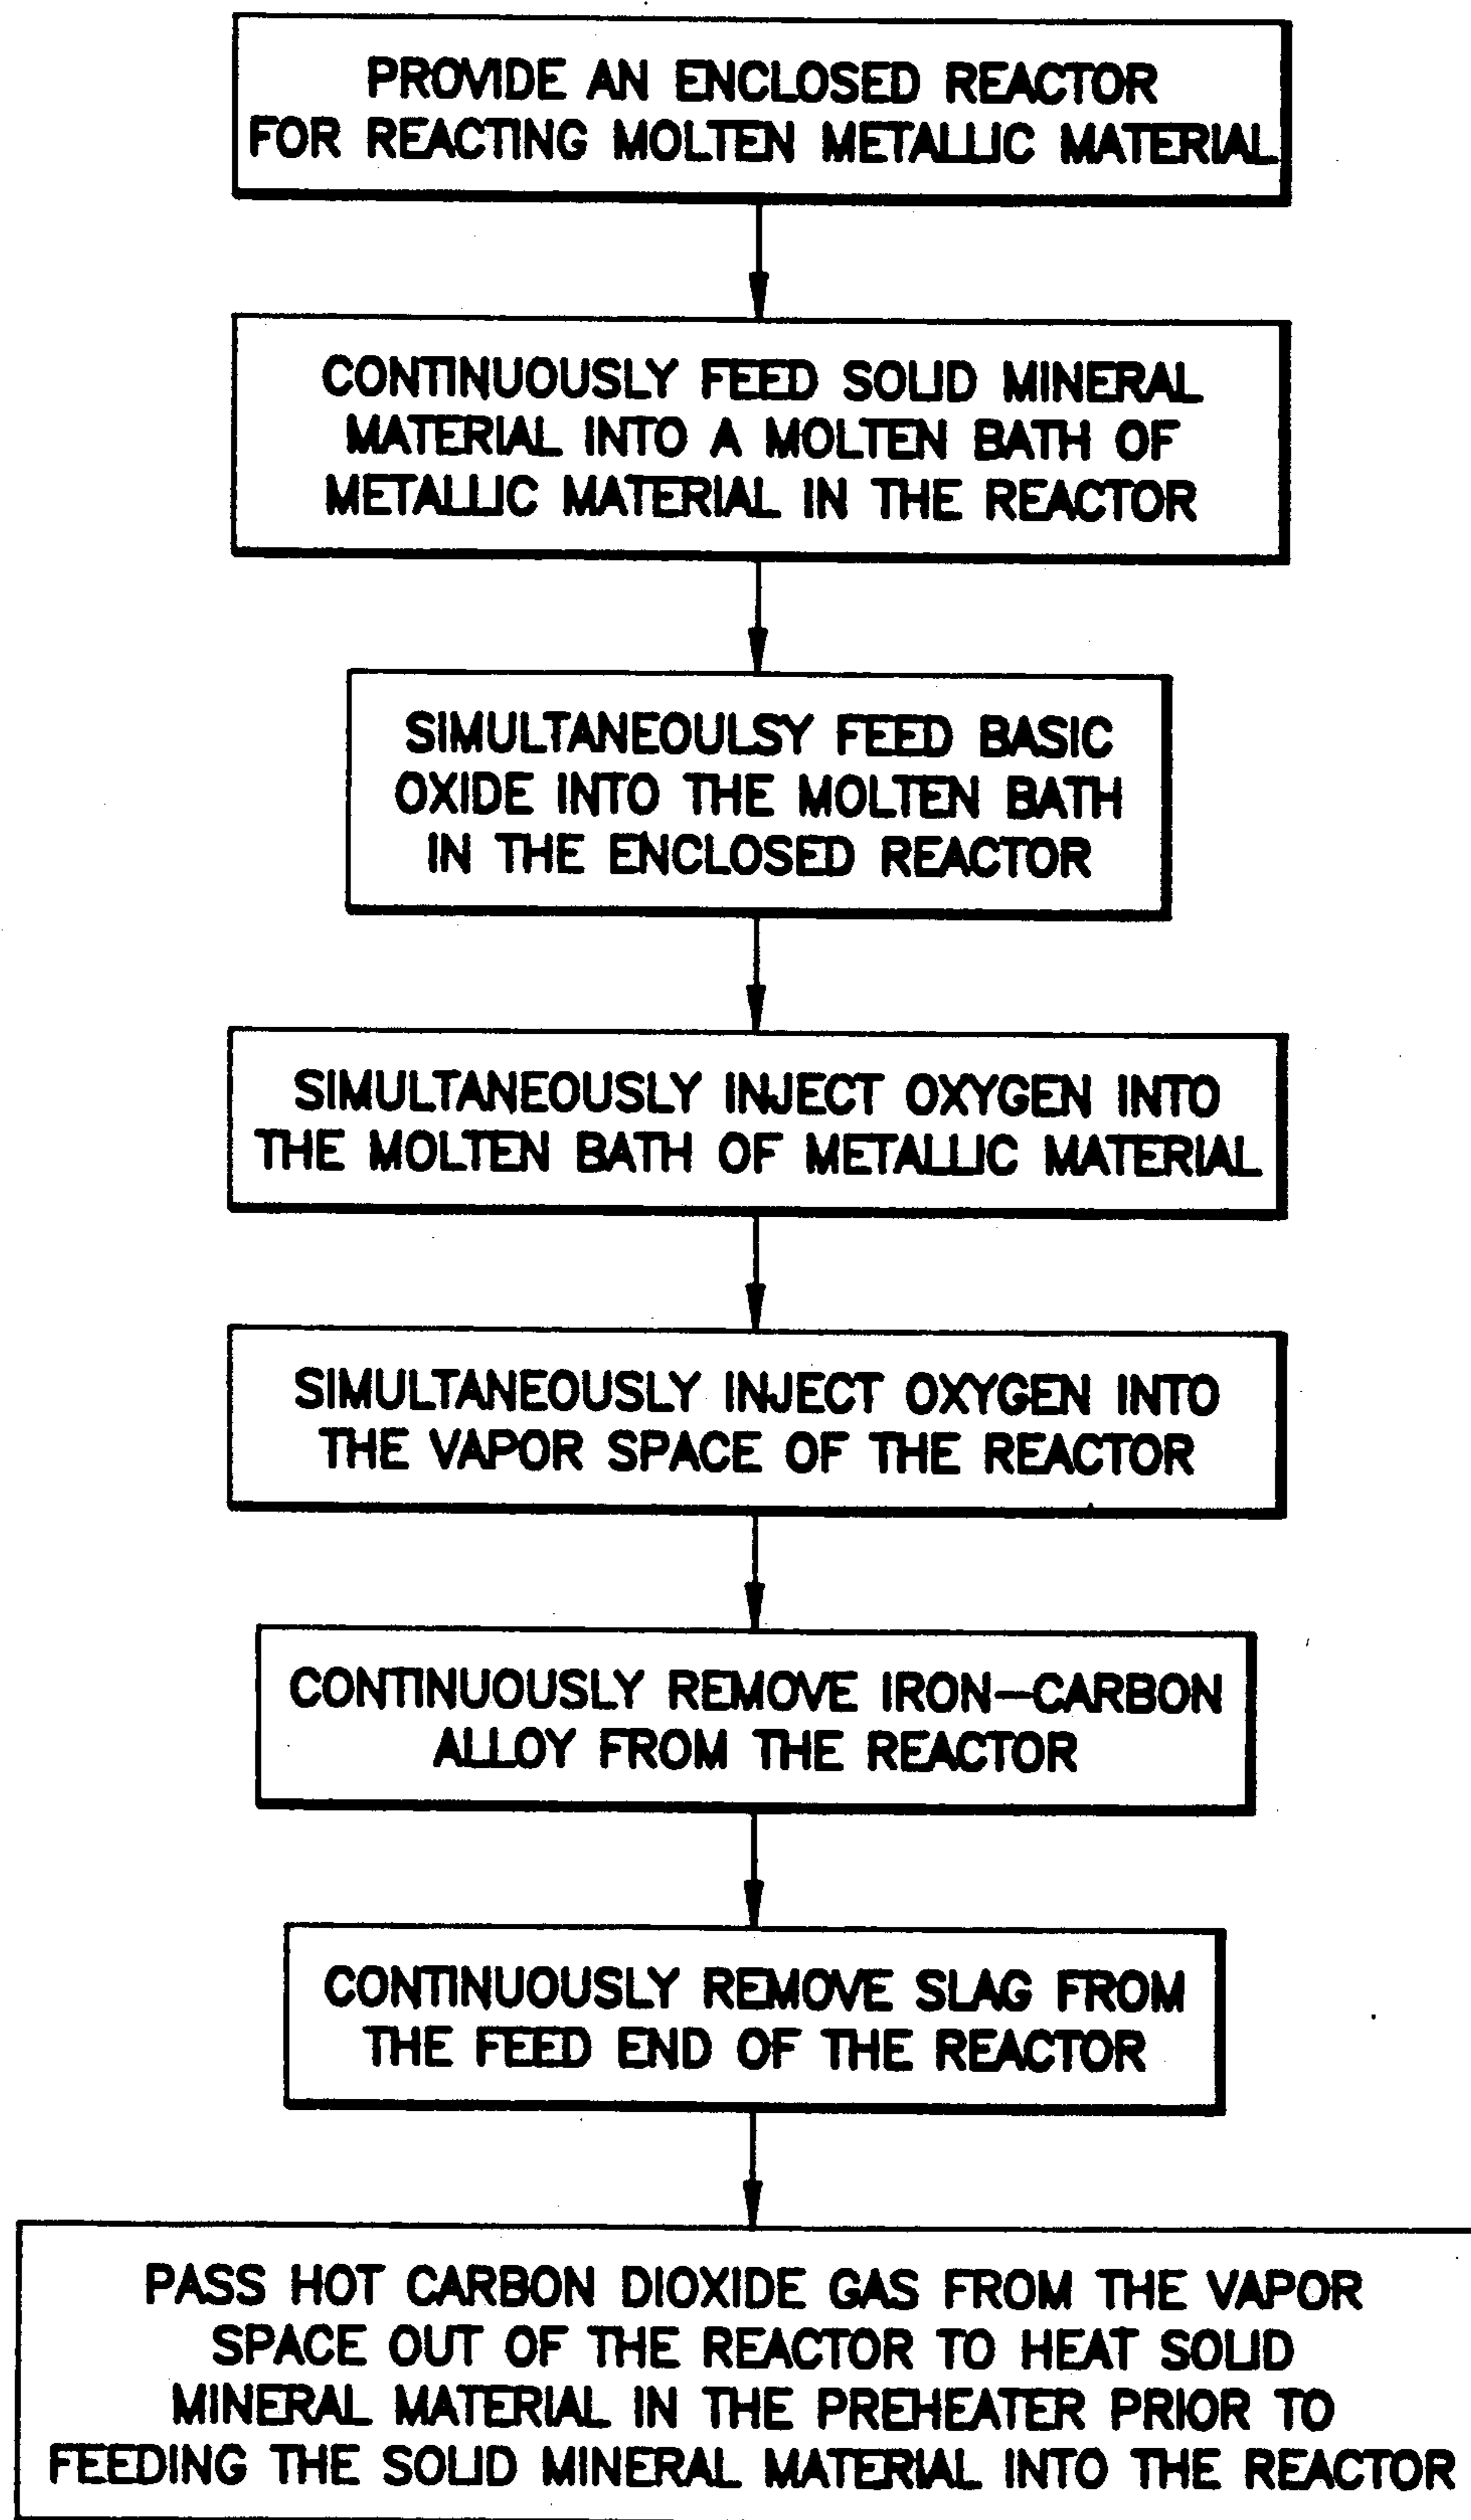 PROVIDE AN ENCLOSED REACTOR
FOR REACTING MOLTEN METALLIC MATERIAL
CONTINUOUSLY FEED SOLID MINERAL
MATERIAL INTO A MOLTEN BATH OF
METALLIC MATERIAL IN THE REACTOR
SIMULTANEOULSY FEED BASIC
OXIDE INTO THE MOLTEN BATH
IN THE ENCLOSED REACTOR
SIMULTANEOUSLY INJECT OXYGEN INTO
THE MOLTEN BATH OF METALLIC MATERIAL
SIMULTANEOUSLY INJECT OXYGEN INTO
THE VAPOR SPACE OF THE REACTOR
CONTINUOUSLY REMOVE IRON–CARBON
ALLOY FROM THE REACTOR
CONTINUOUSLY REMOVE SLAG FROM
THE FEED END OF THE REACTOR
PASS HOT CARBON DIOXIDE GAS FROM THE VAPOR
SPACE OUT OF THE REACTOR TO HEAT SOLID
MINERAL MATERIAL IN THE PREHEATER PRIOR TO
FEEDING THE SOLID MINERAL MATERIAL INTO THE REACTOR